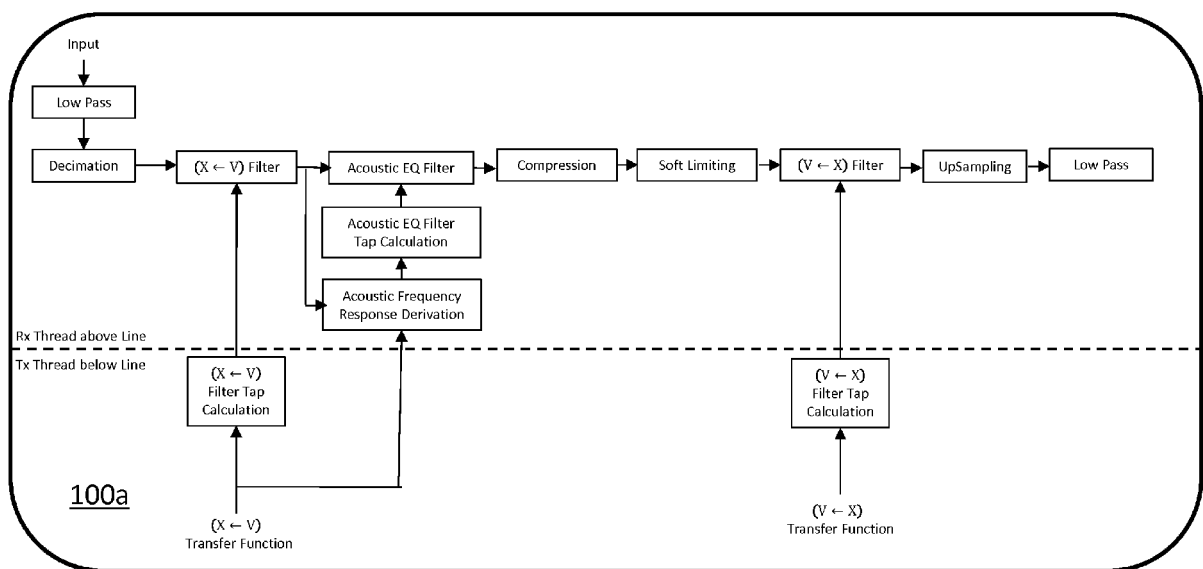 Input
Low Pass
Decimation
(X ← V) Filter
Acoustic EQ Filter
Compression
Soft Limiting
(V ← X) Filter
UpSampling
Low Pass
Acoustic EQ Filter
Tap Calculation
Acoustic Frequency
Response Derivation
Rx Thread above Line
Tx Thread below Line
(X ← V)
Filter Tap
Calculation
(V ← X)
Filter Tap
Calculation
100a
(X ← V)
Transfer Function
(V ← X)
Transfer Function